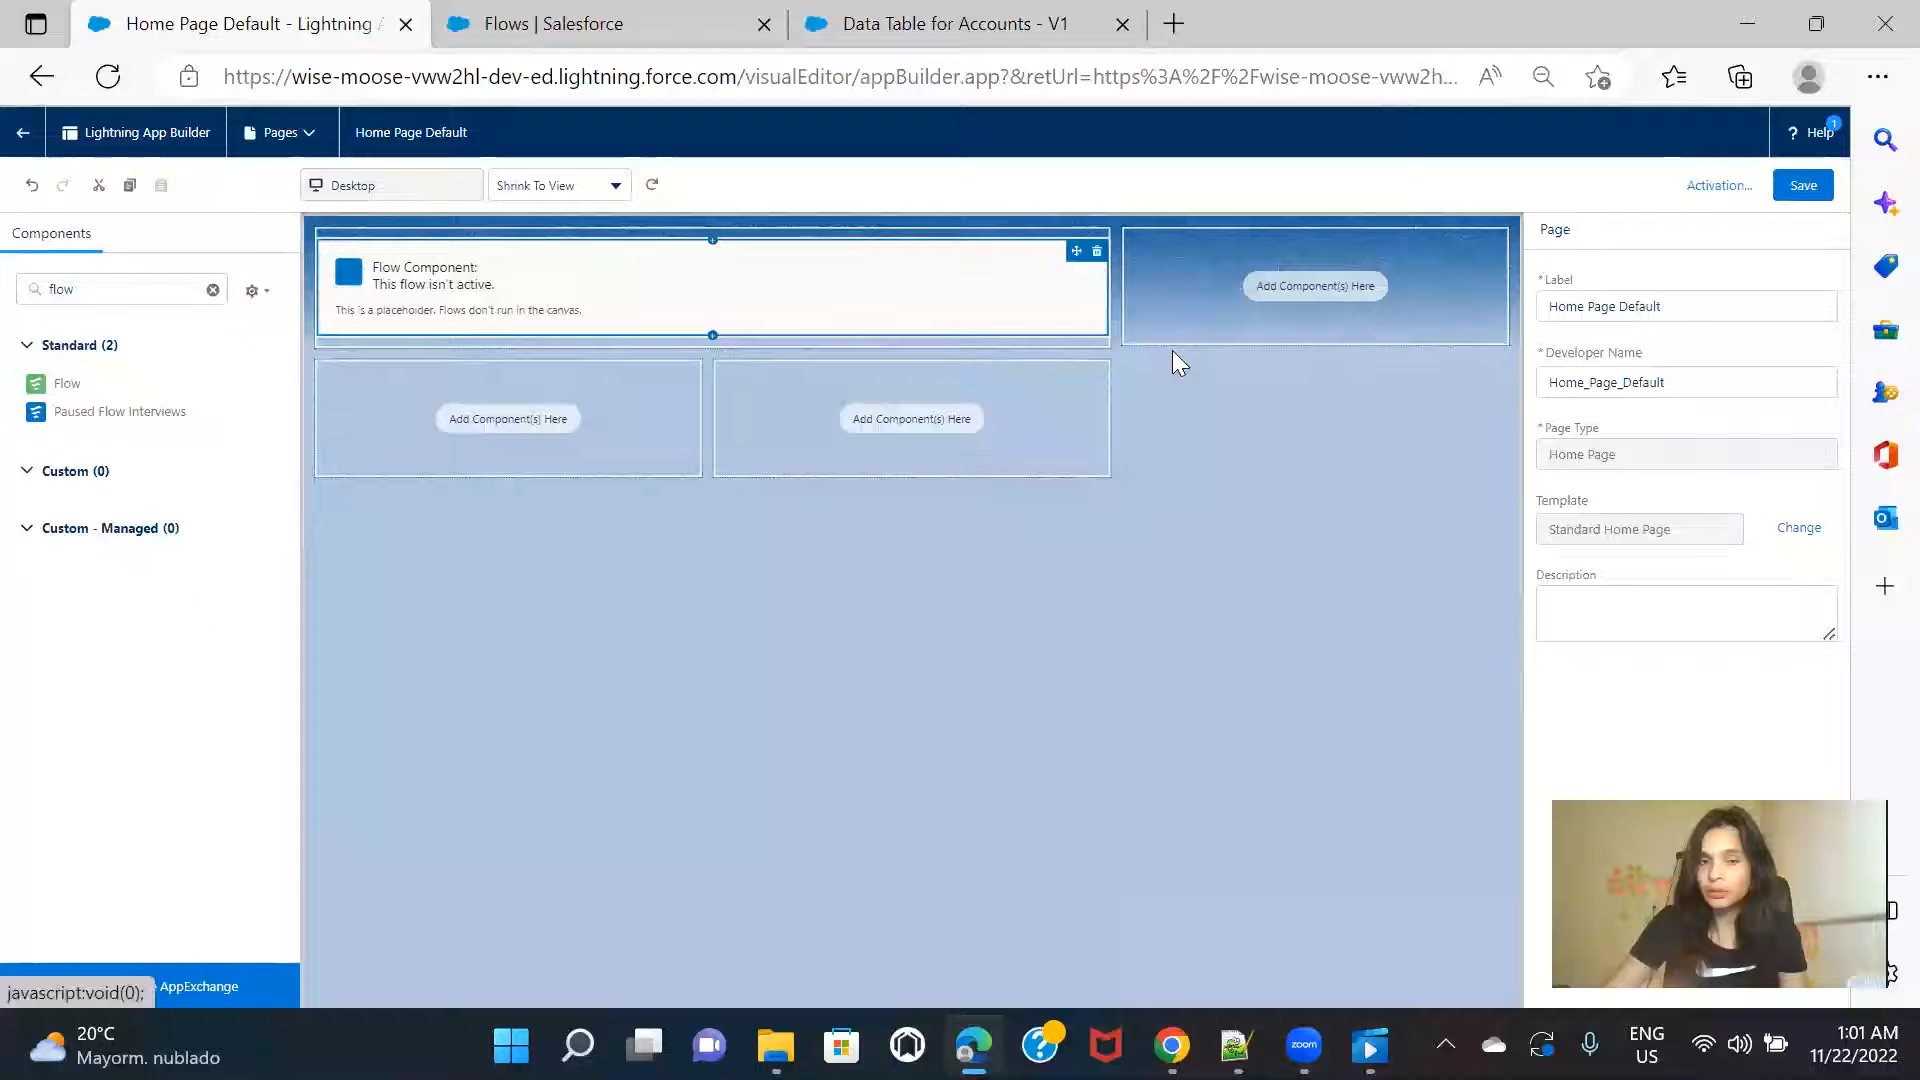 Home Page Default - Lightning
Flows | Salesforce
Data Table for Accounts - V1
https://wise-moose-vww2hl-dev-ed.lightning.force.com/visualEditor/appBuilder.app?&retUrl=https%3A%2F%2Fwise-moose-vww2h...
Lightning App Builder
Pages
Home Page Default
? Help
1
Desktop
Shrink To View
Activation...
Save
Components
flow
Standard (2)
Flow
Paused Flow Interviews
Custom (0)
Custom - Managed (0)
Flow Component:
This flow isn't active.
This is a placeholder. Flows don't run in the canvas.
Add Component(s) Here
Add Component(s) Here
Add Component(s) Here
Page
* Label
Home Page Default
* Developer Name
Home_Page_Default
* Page Type
Home Page
Template
Standard Home Page
Change
Description
javascript:void(0);
AppExchange
20°C
Mayorm. nublado
zoom
ENG
US
1:01 AM
11/22/2022